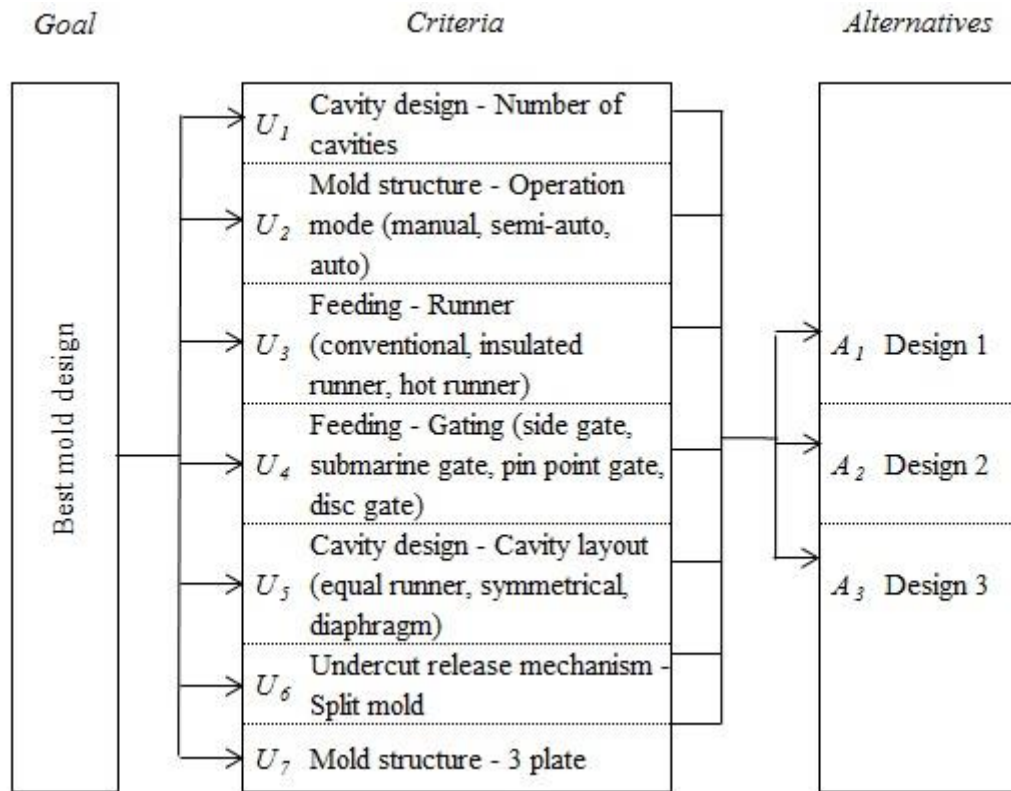 Goal
Criteria
Alternatives
Best mold design
U1 Cavity design - Number of
cavities
Mold structure - Operation
U2 mode (manual, semi-auto,
auto)
Feeding - Runner
U3 (conventional, insulated
runner, hot runner)
Feeding - Gating (side gate,
U4 submarine gate, pin point gate,
disc gate)
Cavity design - Cavity layout
U5 (equal runner, symmetrical,
diaphragm)
U6 Undercut release mechanism -
Split mold
U7 Mold structure - 3 plate
A1 Design 1
A2 Design 2
A3 Design 3